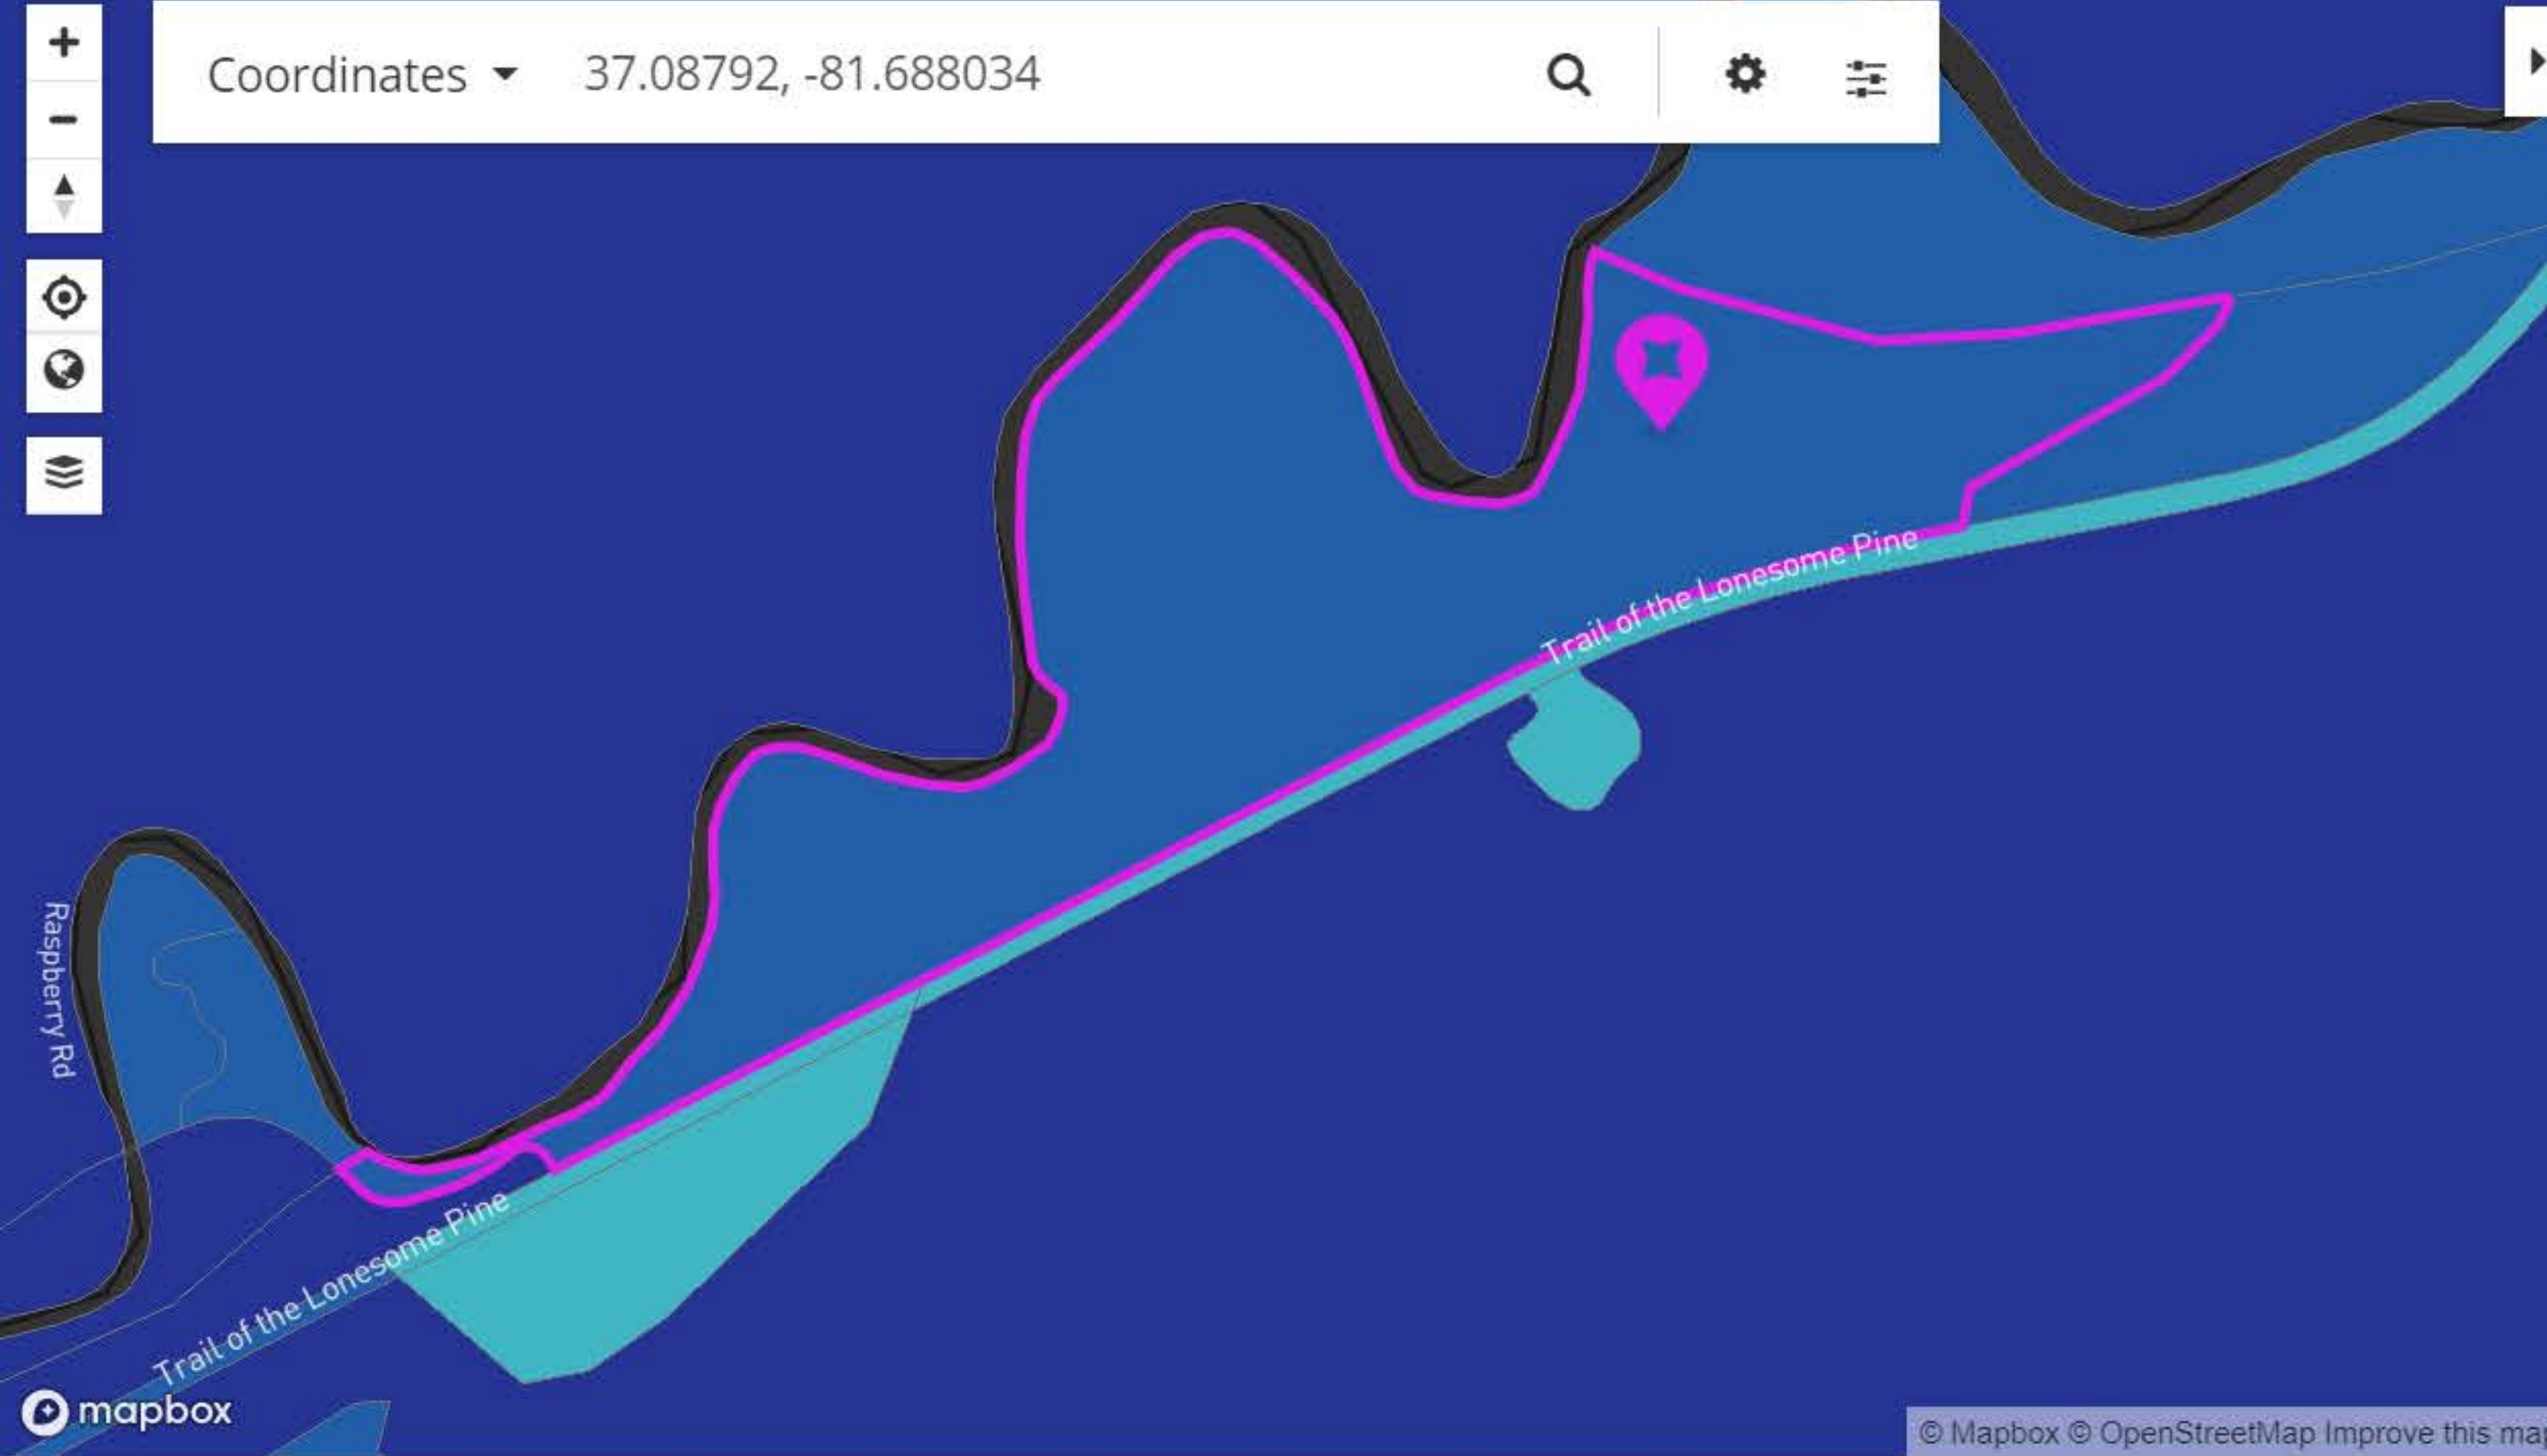 Coordinates 37.08792, -81.688034
Trail of the Lonesome Pine
Raspberry Rd
Trail of the Lonesome Pine
mapbox
© Mapbox © OpenStreetMap Improve this ma